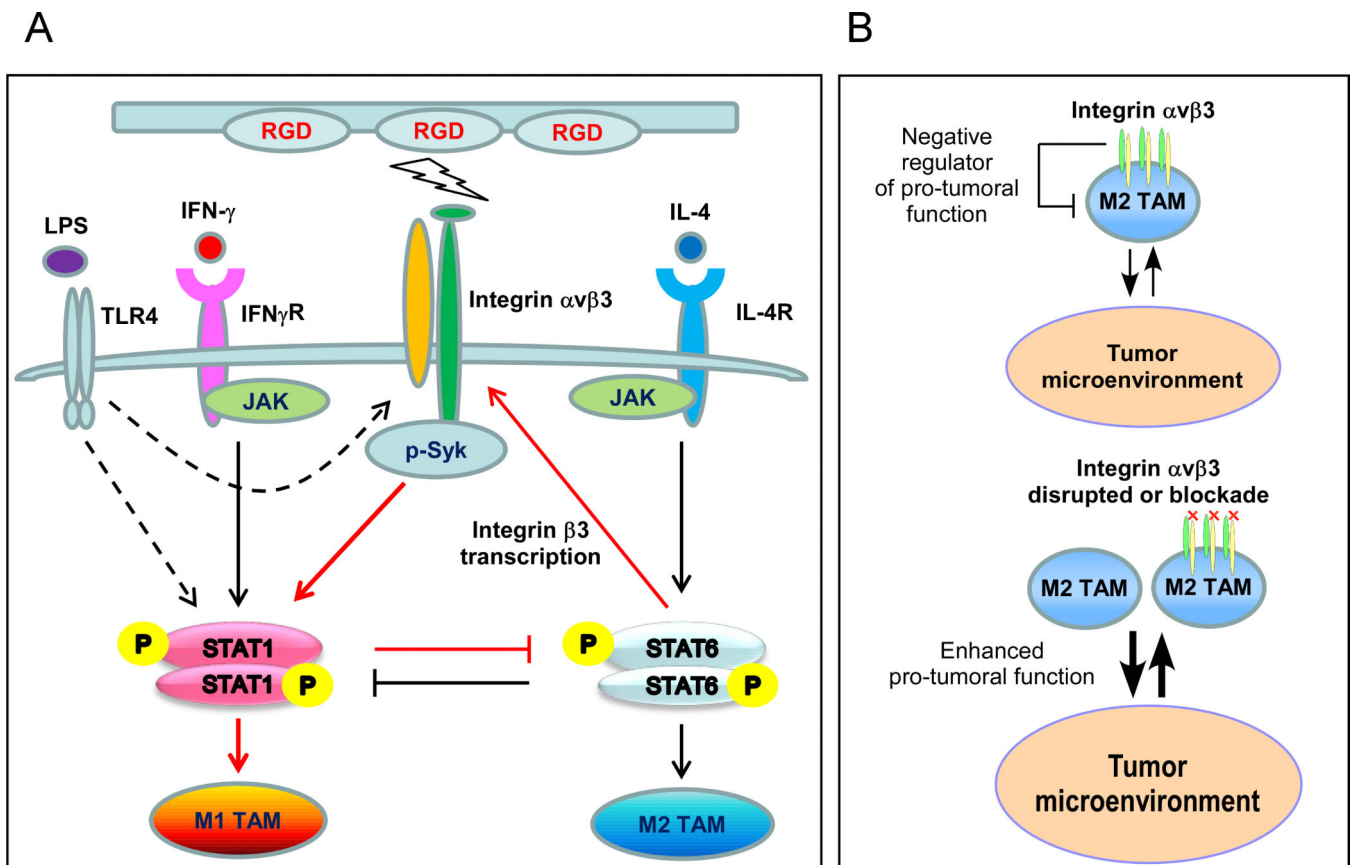 A
RGD
RGD
RGD
LPS
IFN-γ
IL-4
TLR4
IFNγR
Integrin αvβ3
IL-4R
JAK
JAK
p-Syk
Integrin β3
transcription
P
STAT1
STAT1
P
P
STAT6
STAT6
P
M1 TAM
M2 TAM
B
Integrin αvβ3
Negative
regulator
of pro-tumoral
function
M2 TAM
Tumor
microenvironment
Integrin αvβ3
disrupted or blockade
M2 TAM
M2 TAM
Enhanced
pro-tumoral function
Tumor
microenvironment